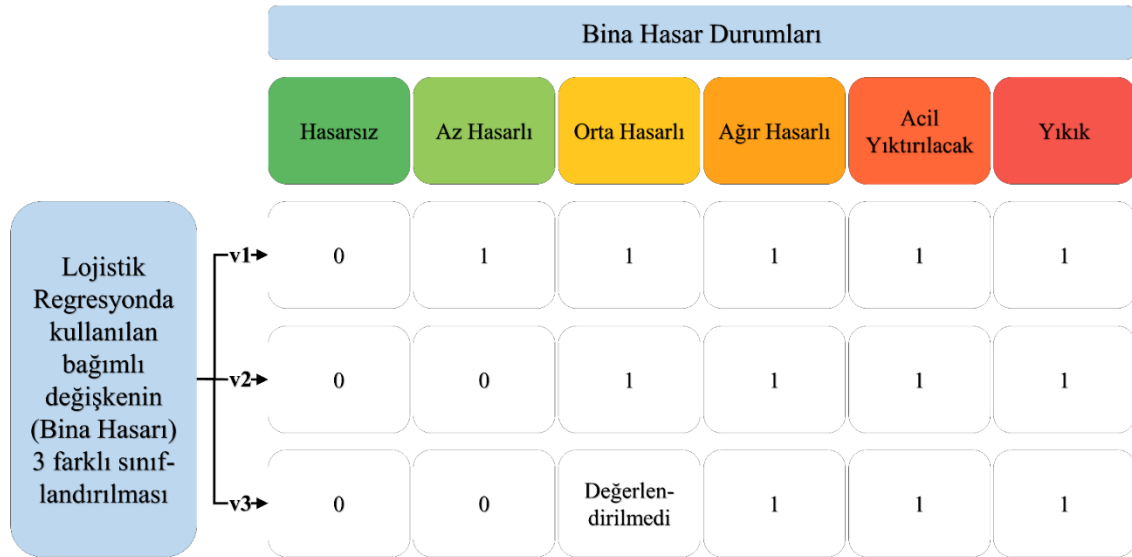 Bina Hasar Durumları
Hasarsız
Az Hasarlı
Orta Hasarlı
Ağır Hasarlı
Acil
Yıktırılacak
Yıkık
Lojistik
Regresyonda
kullanılan
bağımlı
değişkenin
(Bina Hasarı)
3 farklı sınıf-
landırılması
v1 0 1 1 1 1 1
v2 0 0 1 1 1 1
v3 0 0 Değerlen-
dirilmedi 1 1 1